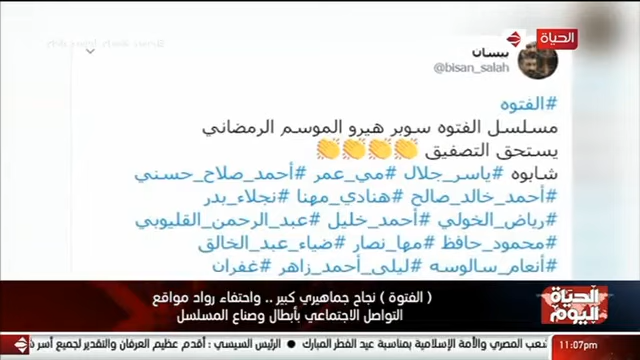 الحياة
بيسان
@bisan_salah
#الفتوه
مسلسل الفتوه سوبر هيرو الموسم الرمضاني
يستحق التصفيق 👏👏👏👏
شابوه #ياسر_جلال #مي_عمر #أحمد_صلاح_حسني
#أحمد_خالد_صالح #هنادي_مهنا #نجلاء_بدر
#رياض_الخولي #أحمد_خليل #عبد_الرحمن_القليوبي
#محمود_حافظ #مها_نصار #ضياء_عبد_الخالق
#أنعام_سالوسه #ليلى_أحمد_زاهر #غفران
( الفتوة ) نجاح جماهيري كبير .. واحتفاء رواد مواقع
التواصل الاجتماعي بأبطال وصناع المسلسل
الحياة
اليوم
شعب المصري والأمة الإسلامية بمناسبة عيد الفطر المبارك
الرئيس السيسي : أقدم عظيم العرفان والتقدير لجميع أسر
11:07pm